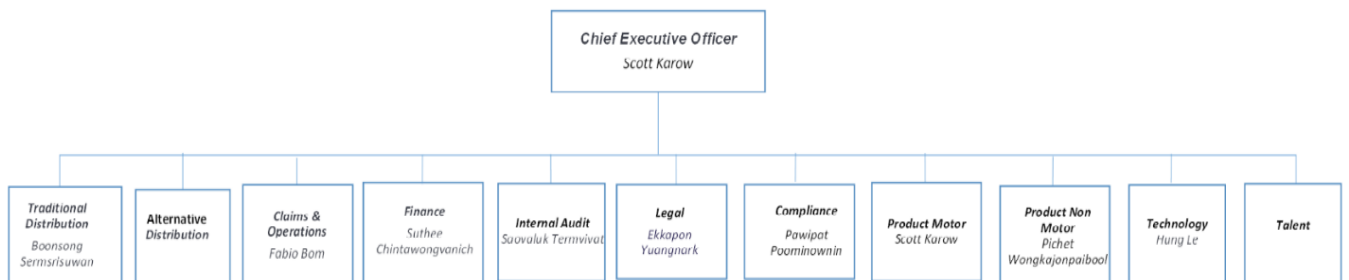 Chief Executive Officer
Scott Karow
Traditional
Distribution
Boonsong
Sermsrisuwan
Alternative
Distribution
Claims &
Operations
Fabio Bom
Finance
Suthee
Chintawongvanich
Internal Audit
Saovaluk Termvivat
Legal
Ekkapon
Yuangnark
Compliance
Pawipat
Poominownin
Product Motor
Scott Karow
Product Non
Motor
Pichet
Wongkajonpaibool
Technology
Hung Le
Talent